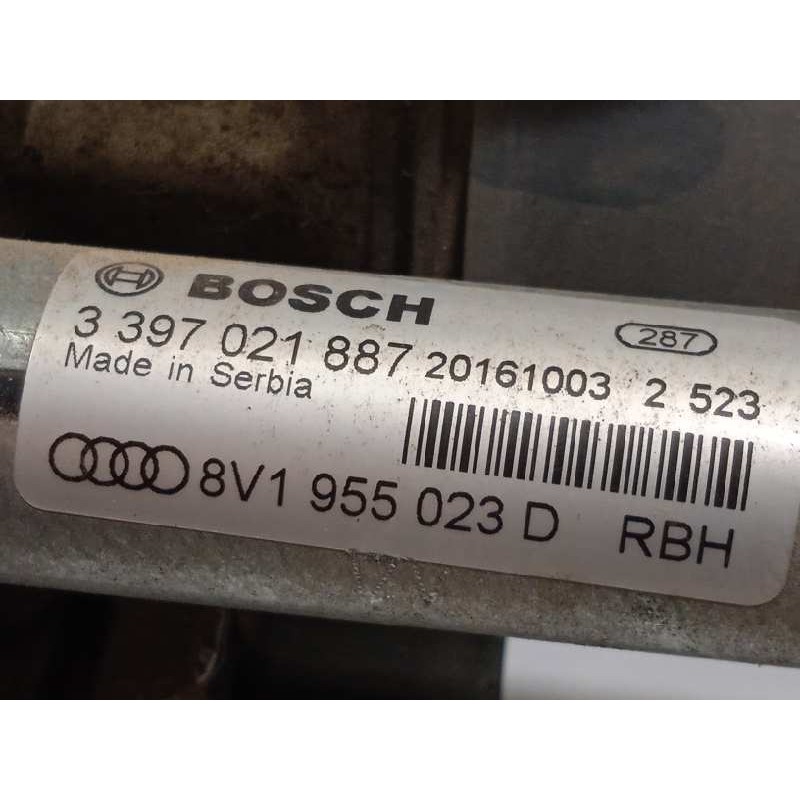 BOSCH
287
3 397 021 887 20161003 2 523
Made in Serbia
8V1 955 023 D RBH